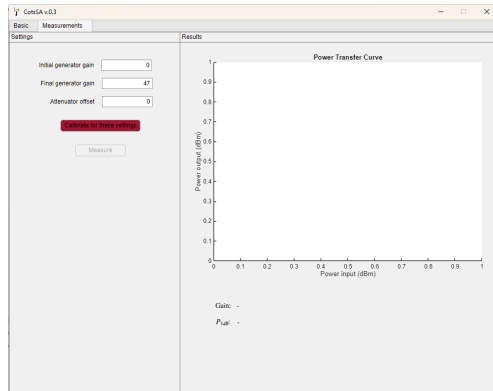 CotxSA v.0.3
Basic Measurements
Settings
Results
Initial generator gain 0
Final generator gain 47
Attenuator offset 0
Calibrate for these settings
Measure
Power Transfer Curve
Power output (dBm)
1
0.9
0.8
0.7
0.6
0.5
0.4
0.3
0.2
0.1
0
0 0.1 0.2 0.3 0.4 0.5 0.6 0.7 0.8 0.9 1
Power input (dBm)
Gain: -
P1dB: -